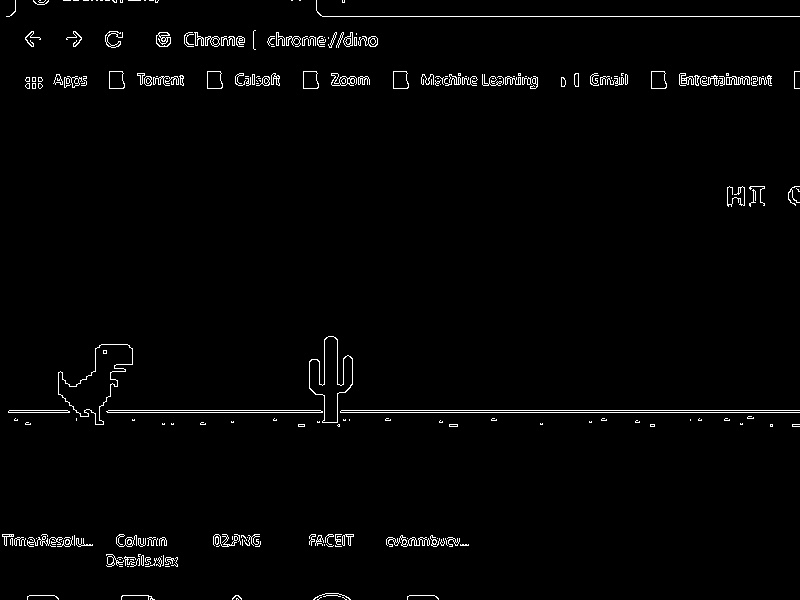 Chrome | chrome://dino
Apps Torrent Calsoft Zoom Machine Learning Gmail Entertainment
HI
TimerResolu... Column 02.PNG FACEIT cvbnmbvcv...
Details.xlsx